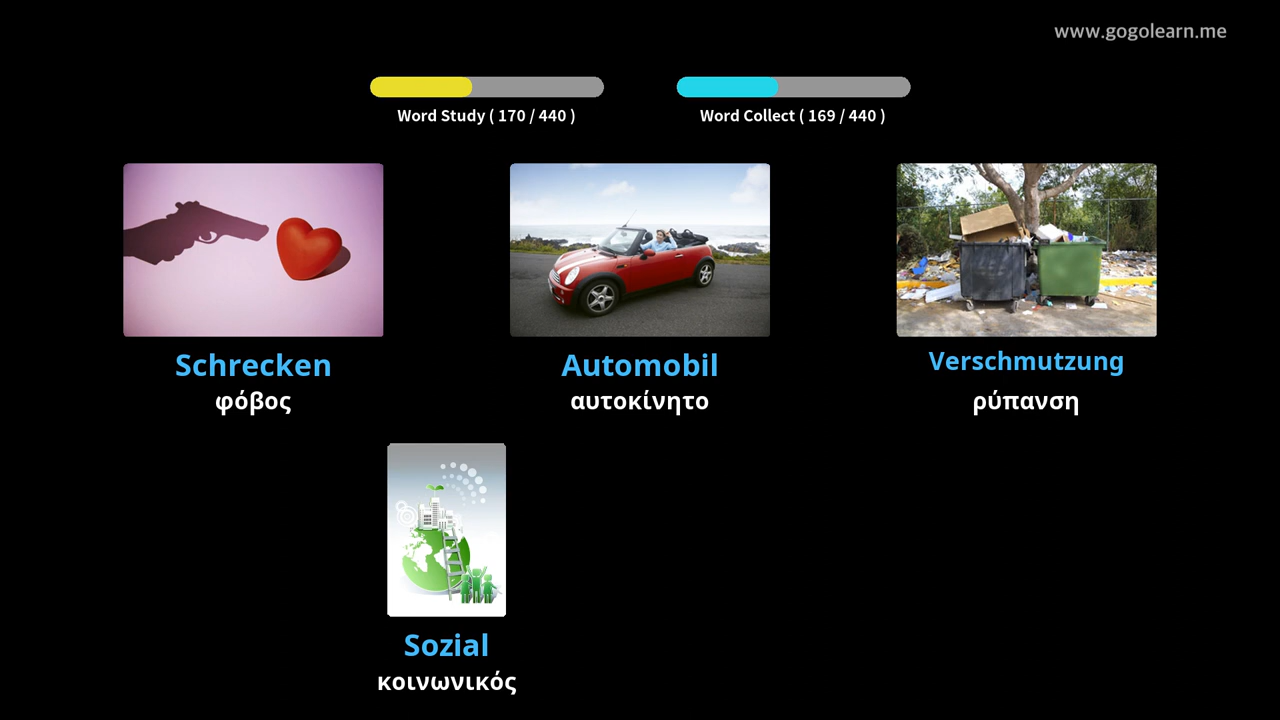 www.gogolearn.me
Word Study ( 170 / 440 )
Word Collect ( 169 / 440 )
Schrecken
φόβος
Automobil
αυτοκίνητο
Verschmutzung
ρύπανση
Sozial
κοινωνικός